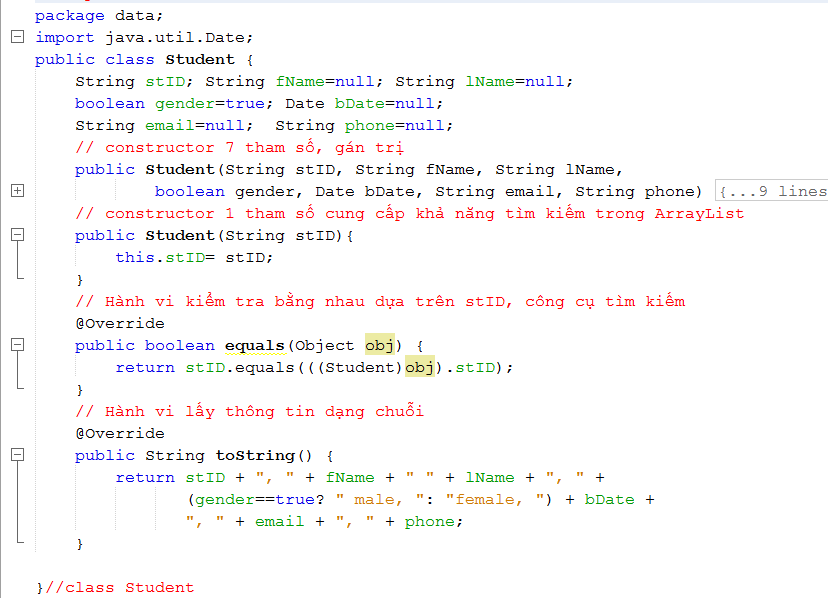 package data;
import java.util.Date;
public class Student {
    String stID; String fName=null; String lName=null;
    boolean gender=true; Date bDate=null;
    String email=null;  String phone=null;
    // constructor 7 tham số, gán trị
    public Student(String stID, String fName, String lName,
            boolean gender, Date bDate, String email, String phone) {...9 lines
    // constructor 1 tham số cung cấp khả năng tìm kiếm trong ArrayList
    public Student(String stID){
        this.stID= stID;
    }
    // Hành vi kiểm tra bằng nhau dựa trên stID, công cụ tìm kiếm
    @Override
    public boolean equals(Object obj) {
        return stID.equals(((Student)obj).stID);
    }
    // Hành vi lấy thông tin dạng chuỗi
    @Override
    public String toString() {
        return stID + ", " + fName + " " + lName + ", " +
               (gender==true? " male, ": "female, ") + bDate +
               ", " + email + ", " + phone;
    }
}//class Student